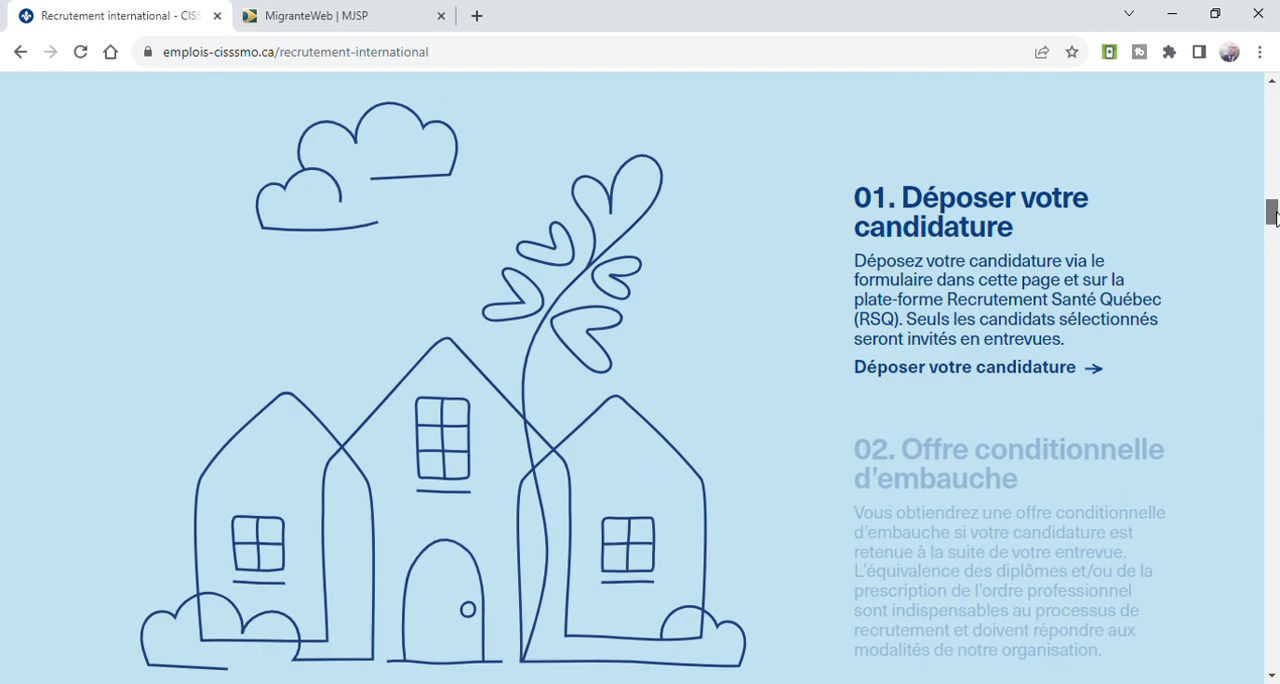 Recrutement international - CISS
MigranteWeb | MJSP
emplois-cisssmo.ca/recrutement-international
01. Déposer votre
candidature
Déposez votre candidature via le
formulaire dans cette page et sur la
plate-forme Recrutement Santé Québec
(RSQ). Seuls les candidats sélectionnés
seront invités en entrevues.
Déposer votre candidature →
02. Offre conditionnelle
d'embauche
Vous obtiendrez une offre conditionnelle
d'embauche si votre candidature est
retenue à la suite de votre entrevue.
L'équivalence des diplômes et/ou de la
prescription de l'ordre professionnel
sont indispensables au processus de
recrutement et doivent répondre aux
modalités de notre organisation.